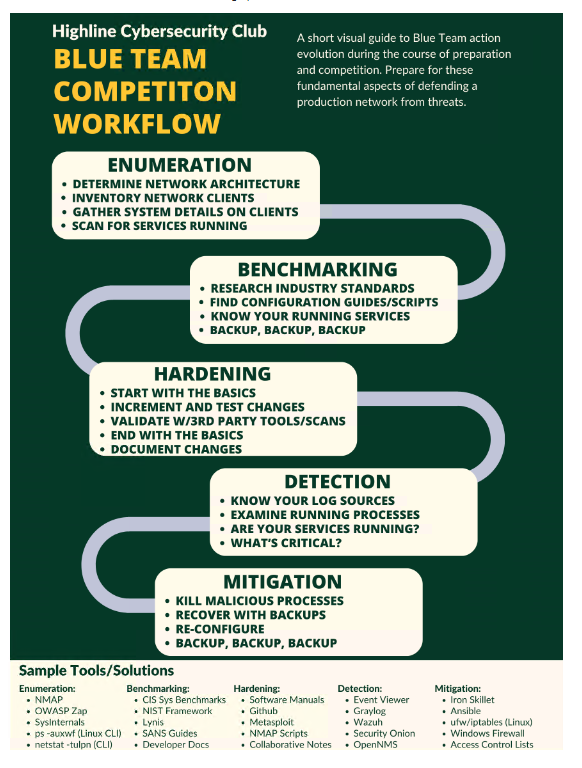 Highline Cybersecurity Club
BLUE TEAM
COMPETITON
WORKFLOW
A short visual guide to Blue Team action
evolution during the course of preparation
and competition. Prepare for these
fundamental aspects of defending a
production network from threats.
ENUMERATION
• DETERMINE NETWORK ARCHITECTURE
• INVENTORY NETWORK CLIENTS
• GATHER SYSTEM DETAILS ON CLIENTS
• SCAN FOR SERVICES RUNNING
BENCHMARKING
• RESEARCH INDUSTRY STANDARDS
• FIND CONFIGURATION GUIDES/SCRIPTS
• KNOW YOUR RUNNING SERVICES
• BACKUP, BACKUP, BACKUP
HARDENING
• START WITH THE BASICS
• INCREMENT AND TEST CHANGES
• VALIDATE W/3RD PARTY TOOLS/SCANS
• END WITH THE BASICS
• DOCUMENT CHANGES
DETECTION
• KNOW YOUR LOG SOURCES
• EXAMINE RUNNING PROCESSES
• ARE YOUR SERVICES RUNNING?
• WHAT'S CRITICAL?
MITIGATION
• KILL MALICIOUS PROCESSES
• RECOVER WITH BACKUPS
• RE-CONFIGURE
• BACKUP, BACKUP, BACKUP
Sample Tools/Solutions
Enumeration:
• NMAP
• OWASP Zap
• SysInternals
• ps -auxwf (Linux CLI)
• netstat -tulpn (CLI)
Benchmarking:
• CIS Sys Benchmarks
• NIST Framework
• Lynis
• SANS Guides
• Developer Docs
Hardening:
• Software Manuals
• Github
• Metasploit
• NMAP Scripts
• Collaborative Notes
Detection:
• Event Viewer
• Graylog
• Wazuh
• Security Onion
• OpenNMS
Mitigation:
• Iron Skillet
• Ansible
• ufw/iptables (Linux)
• Windows Firewall
• Access Control Lists